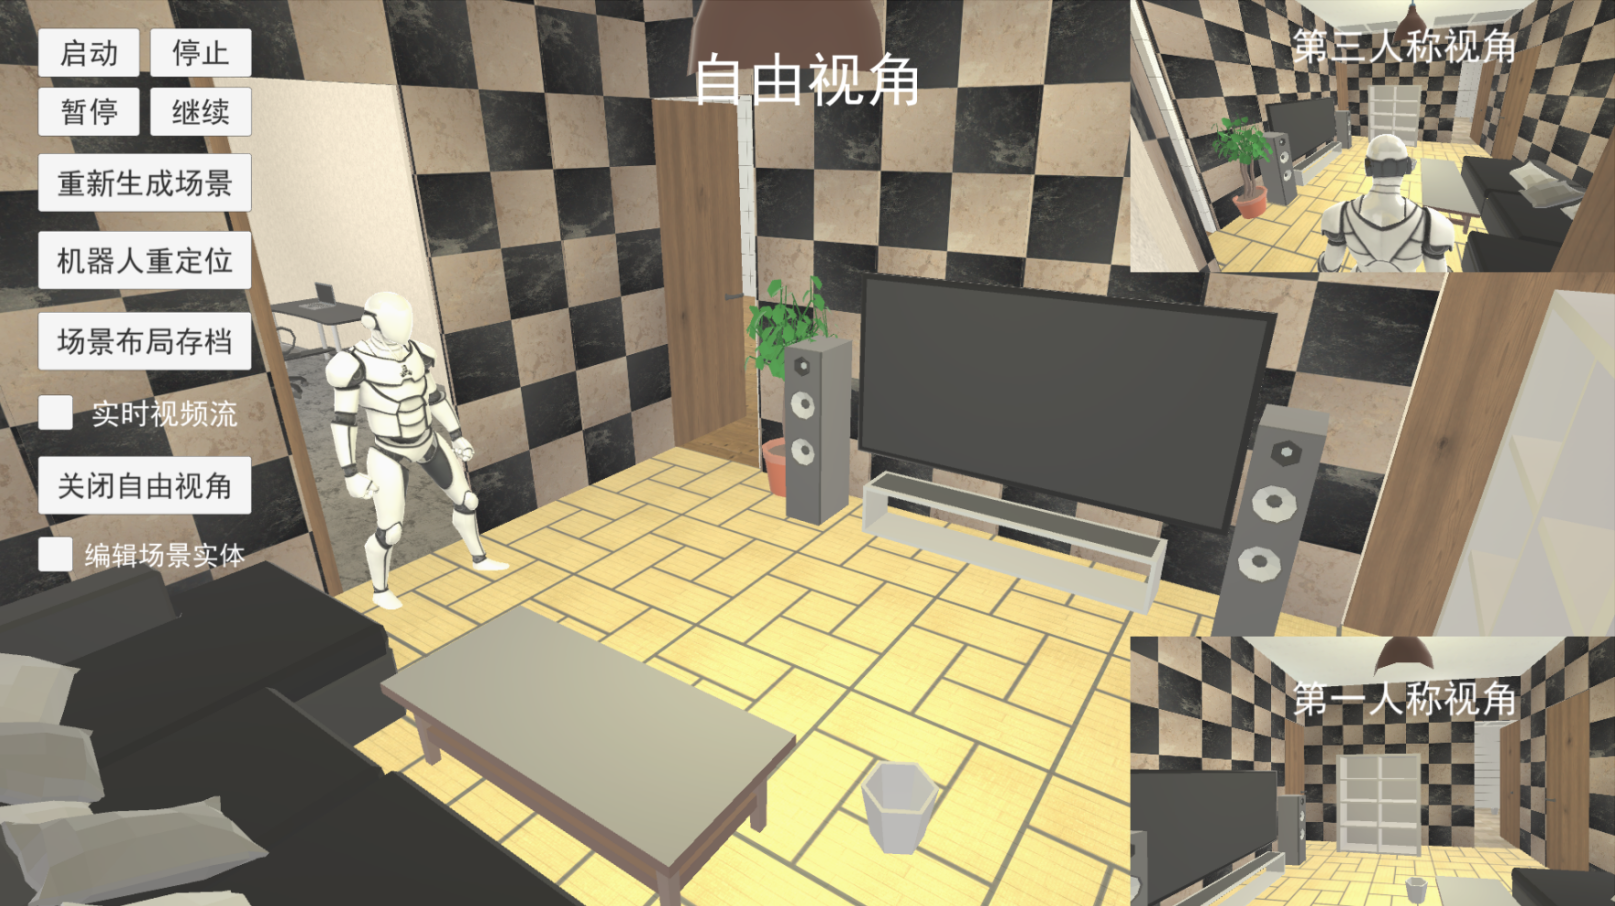 启动
停止
暂停
继续
重新生成场景
机器人重定位
场景布局存档
实时视频流
关闭自由视角
编辑场景实体
自由视角
第三人称视角
第一人称视角